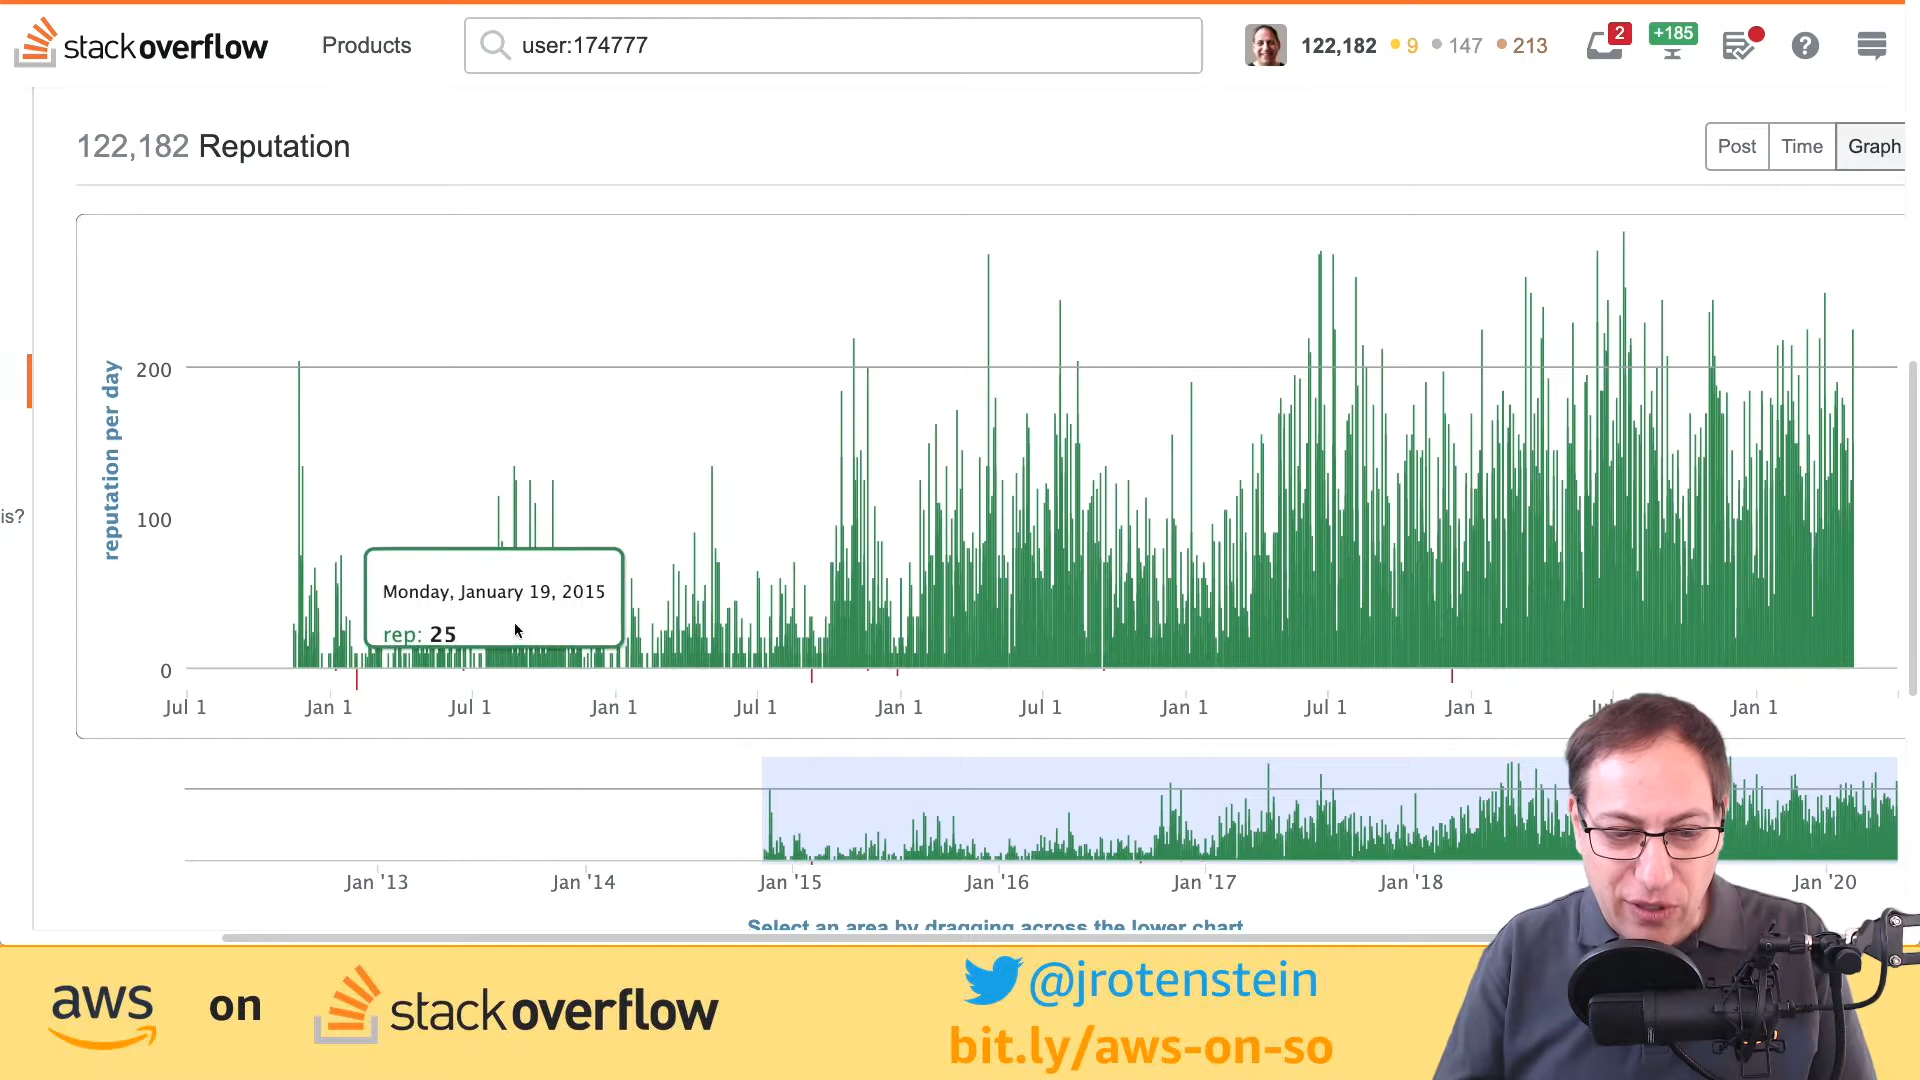 stackoverflow
Products
user:174777
122,182
9
147
213
2
+185
?
122,182 Reputation
Post
Time
Graph
reputation per day
200
100
0
is?
Monday, January 19, 2015
rep: 25
Jul 1
Jan 1
Jul 1
Jan 1
Jul 1
Jan 1
Jul 1
Jan 1
Jul 1
Jan 1
Jan 1
Jan '13
Jan '14
Jan '15
Jan '16
Jan '17
Jan '18
Jan '20
Select an area by dragging across the lower chart
aws on stackoverflow
@jrotenstein
bit.ly/aws-on-so